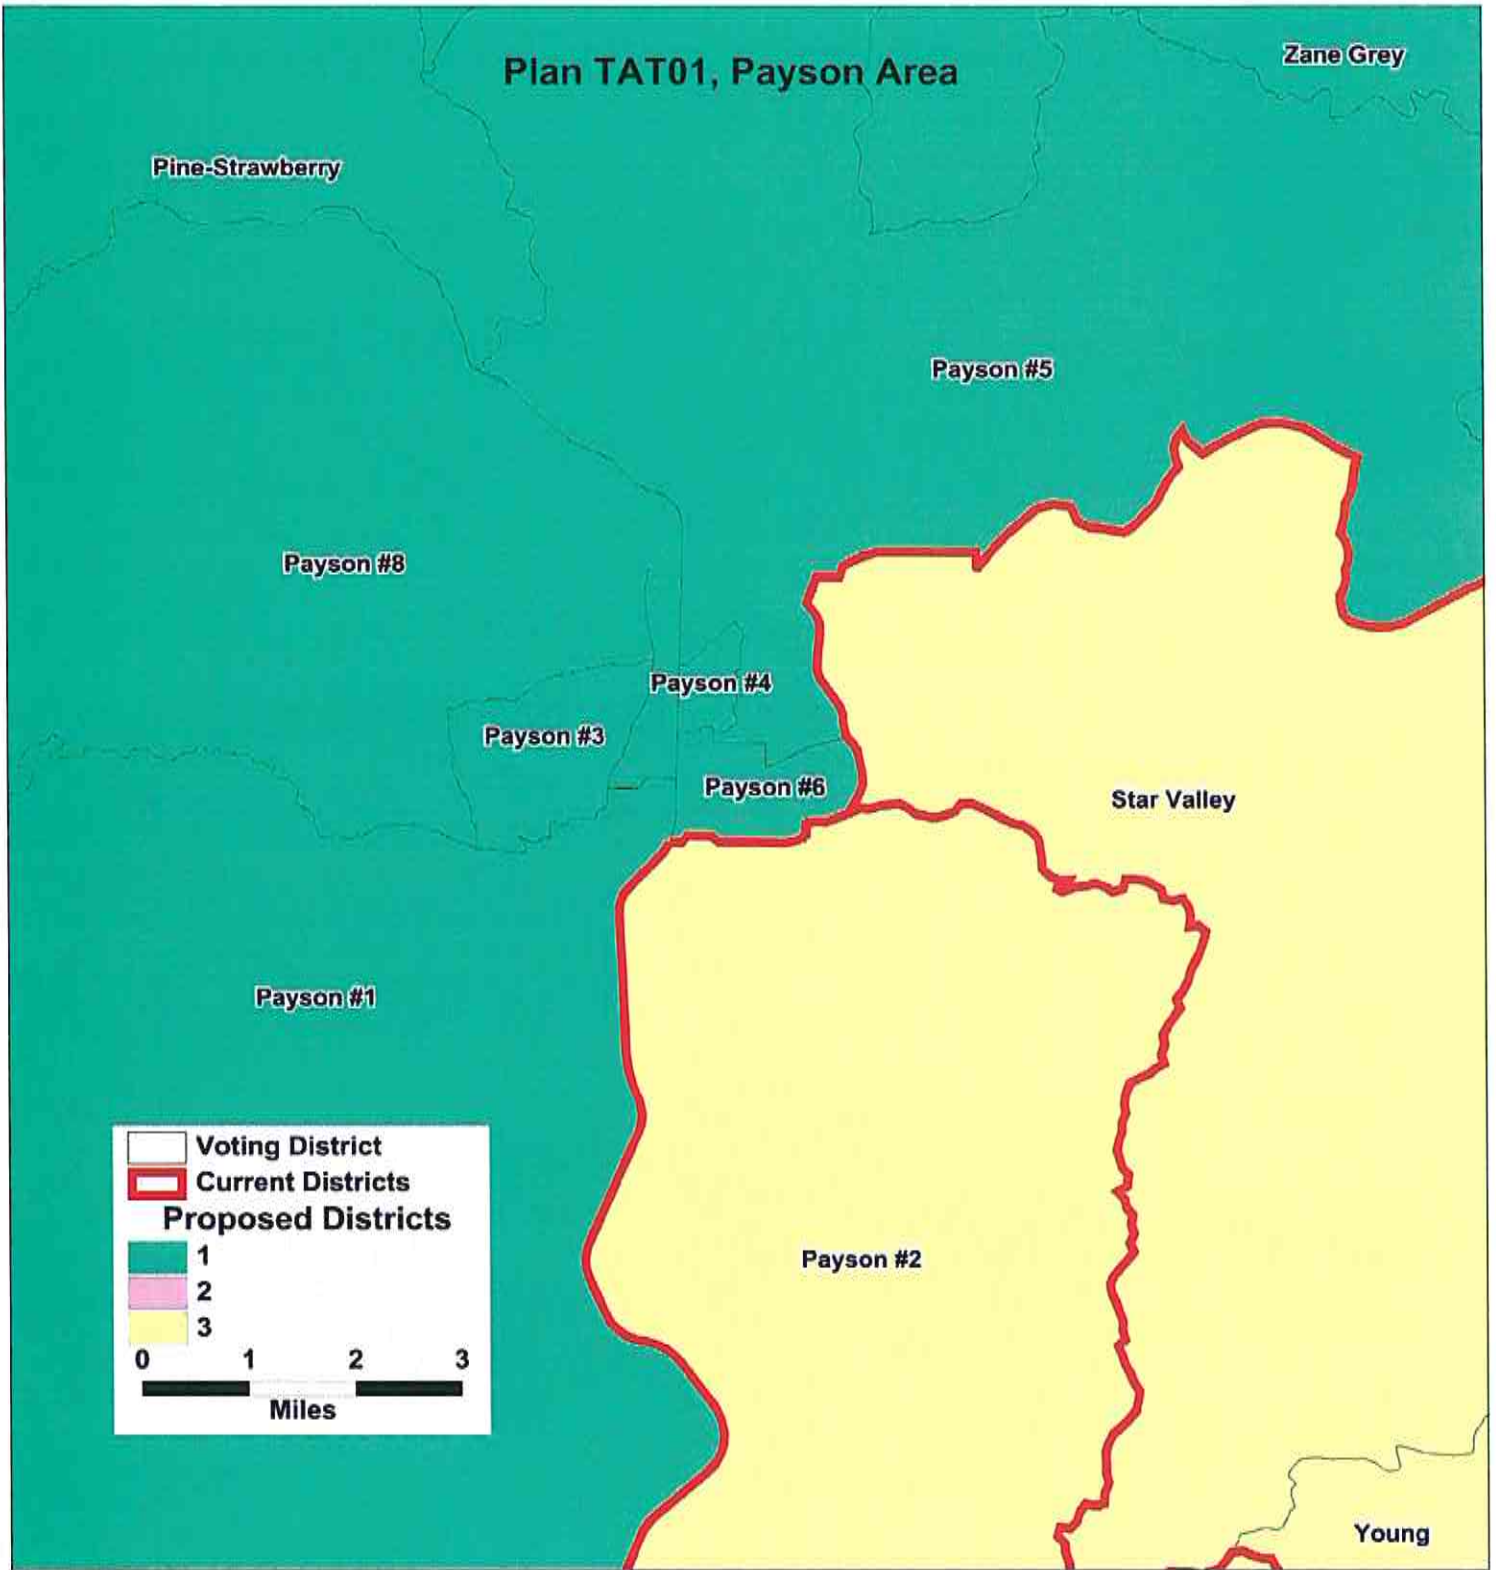 Plan TAT01, Payson Area
Zane Grey
Pine-Strawberry
Payson #5
Payson #8
Payson #4
Payson #3
Payson #6
Star Valley
Payson #1
Voting District
Current Districts
Proposed Districts
1
2
3
0 1 2 3
Miles
Payson #2
Young